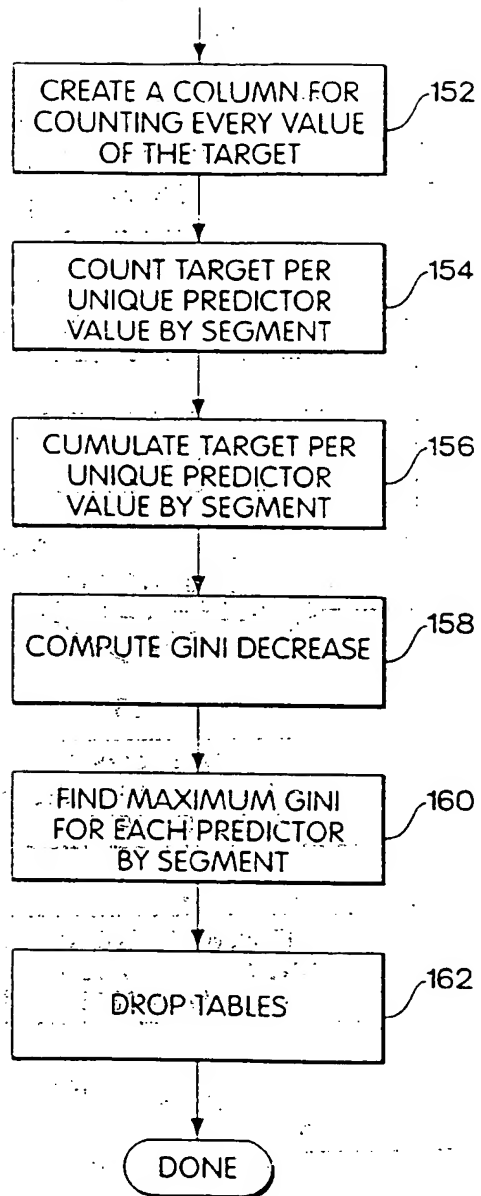 CREATE A COLUMN FOR
COUNTING EVERY VALUE
OF THE TARGET
152
COUNT TARGET PER
UNIQUE PREDICTOR
VALUE BY SEGMENT
154
CUMULATE TARGET PER
UNIQUE PREDICTOR
VALUE BY SEGMENT
156
COMPUTE GINI DECREASE
158
FIND MAXIMUM GINI
FOR EACH PREDICTOR
BY SEGMENT
160
DROP TABLES
162
DONE